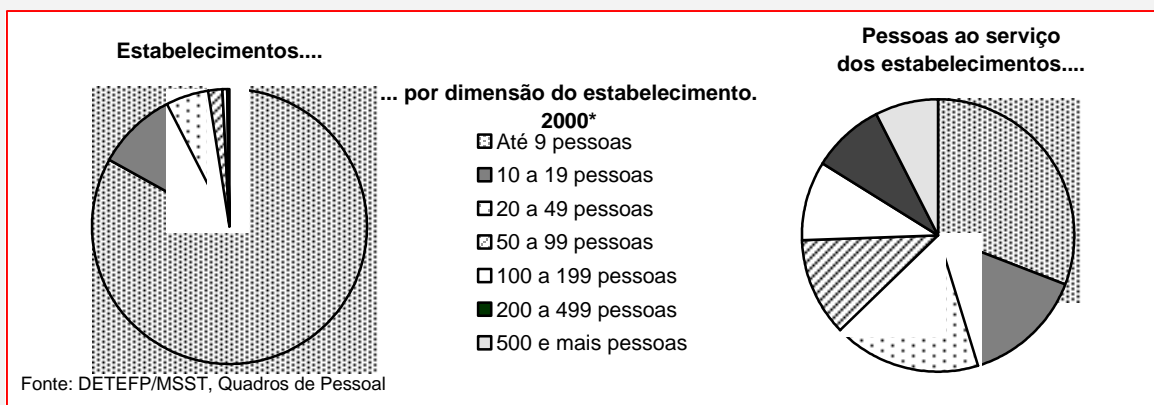 Estabelecimentos....
Pessoas ao serviço
dos estabelecimentos....
... por dimensão do estabelecimento.
2000*
Até 9 pessoas
10 a 19 pessoas
20 a 49 pessoas
50 a 99 pessoas
100 a 199 pessoas
200 a 499 pessoas
500 e mais pessoas
Fonte: DETEFP/MSST, Quadros de Pessoal